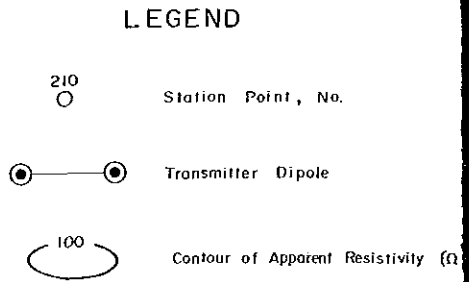 LEGEND
210
Station Point, No.
Transmitter Dipole
100
Contour of Apparent Resistivity (Ω